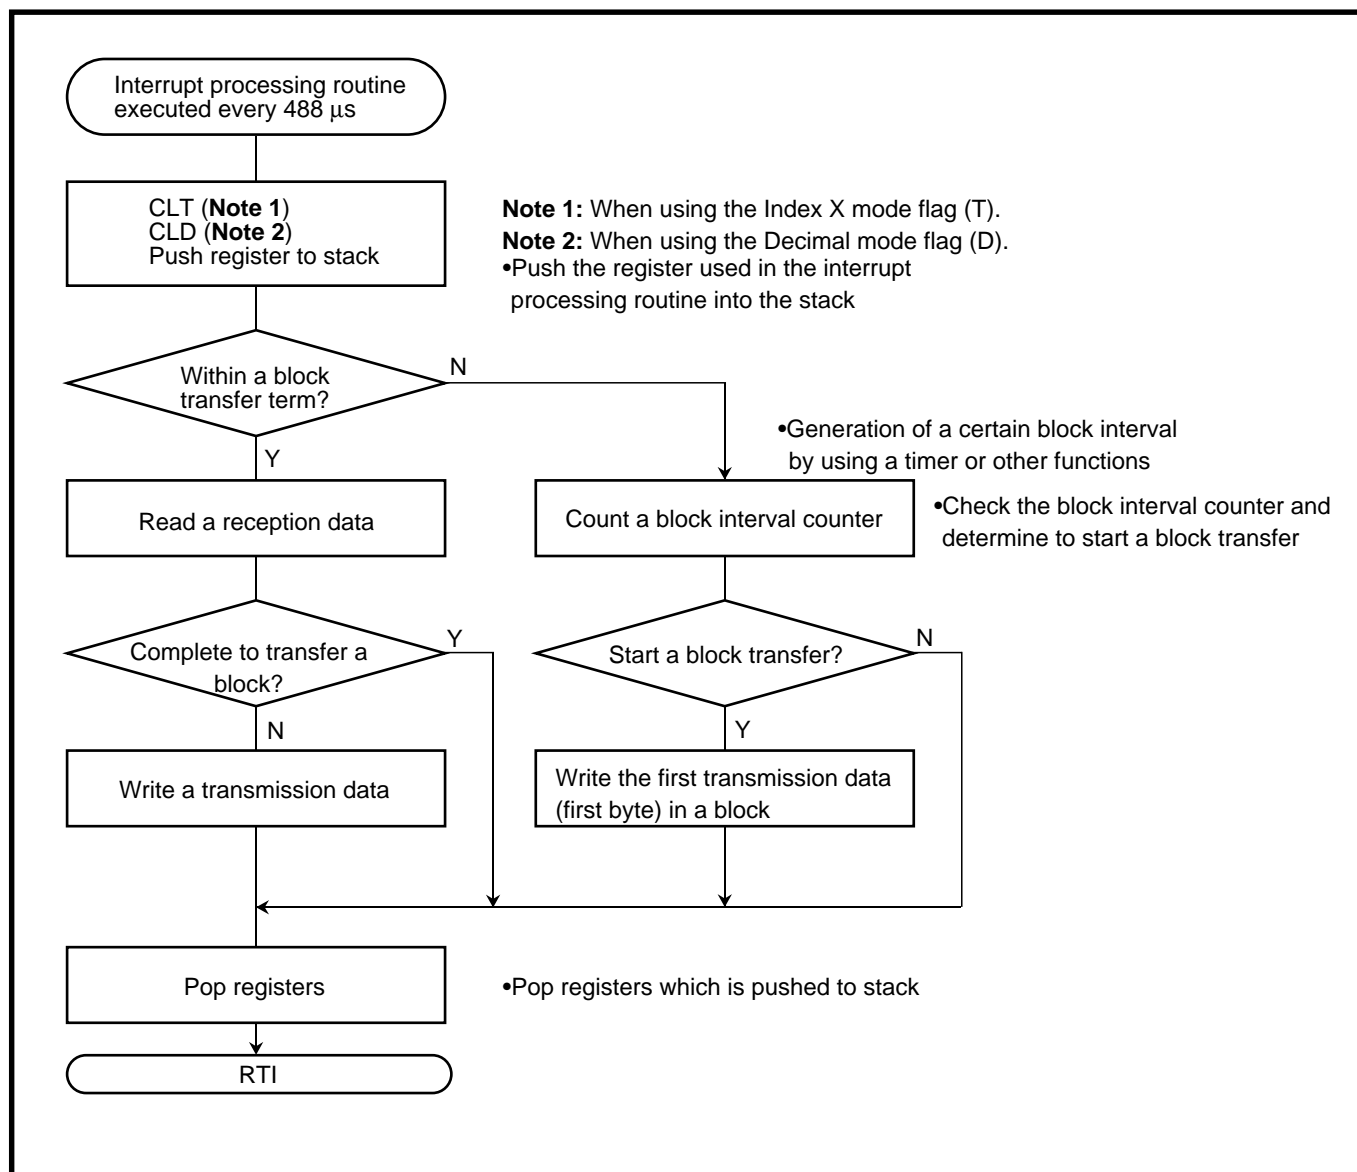 Interrupt processing routine
executed every 488 µs
CLT (Note 1)
CLD (Note 2)
Push register to stack
Note 1: When using the Index X mode flag (T).
Note 2: When using the Decimal mode flag (D).
•Push the register used in the interrupt
processing routine into the stack
Within a block
transfer term?
N
Y
•Generation of a certain block interval
by using a timer or other functions
Read a reception data
Count a block interval counter
•Check the block interval counter and
determine to start a block transfer
Complete to transfer a
block?
Y
N
Start a block transfer?
N
Y
Write a transmission data
Write the first transmission data
(first byte) in a block
Pop registers
•Pop registers which is pushed to stack
RTI